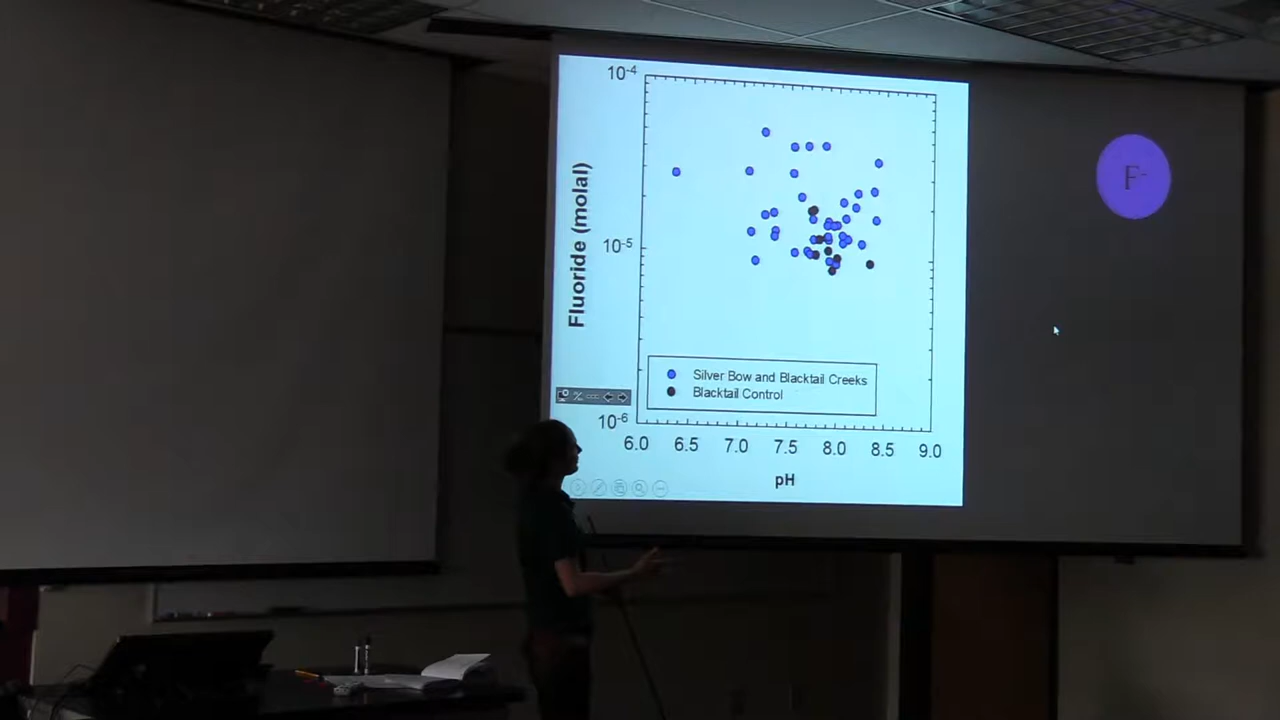 10-4
F-
Fluoride (molal)
10-5
Silver Bow and Blacktail Creeks
Blacktail Control
10-6
6.0 6.5 7.0 7.5 8.0 8.5 9.0
pH